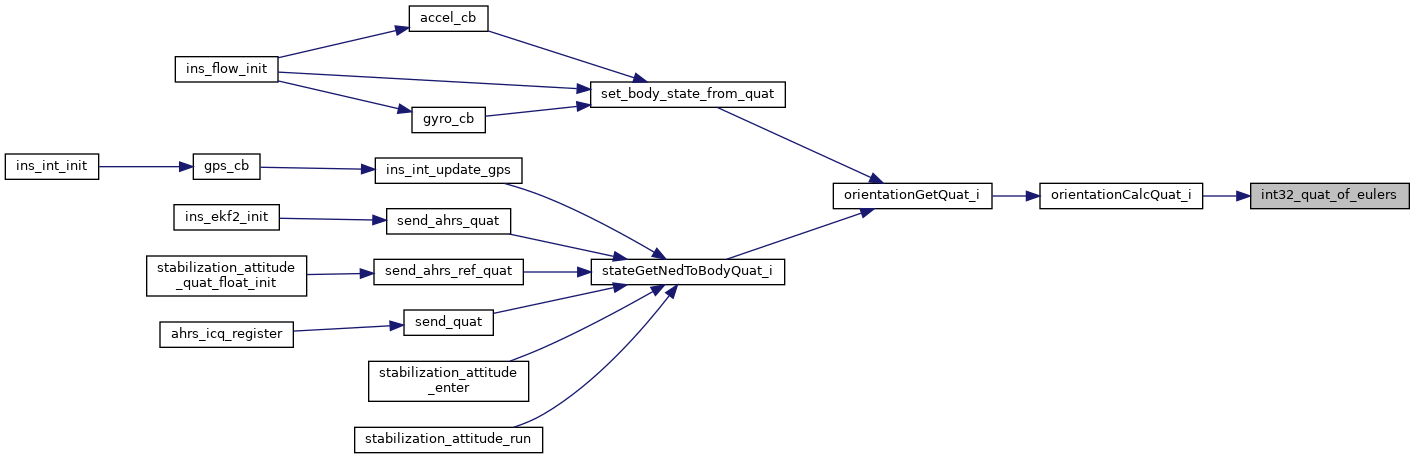 accel_cb
ins_flow_init
set_body_state_from_quat
gyro_cb
ins_int_init
gps_cb
ins_int_update_gps
orientationGetQuat_i
orientationCalcQuat_i
int32_quat_of_eulers
ins_ekf2_init
send_ahrs_quat
stabilization_attitude
_quat_float_init
send_ahrs_ref_quat
stateGetNedToBodyQuat_i
send_quat
ahrs_icq_register
stabilization_attitude
_enter
stabilization_attitude_run